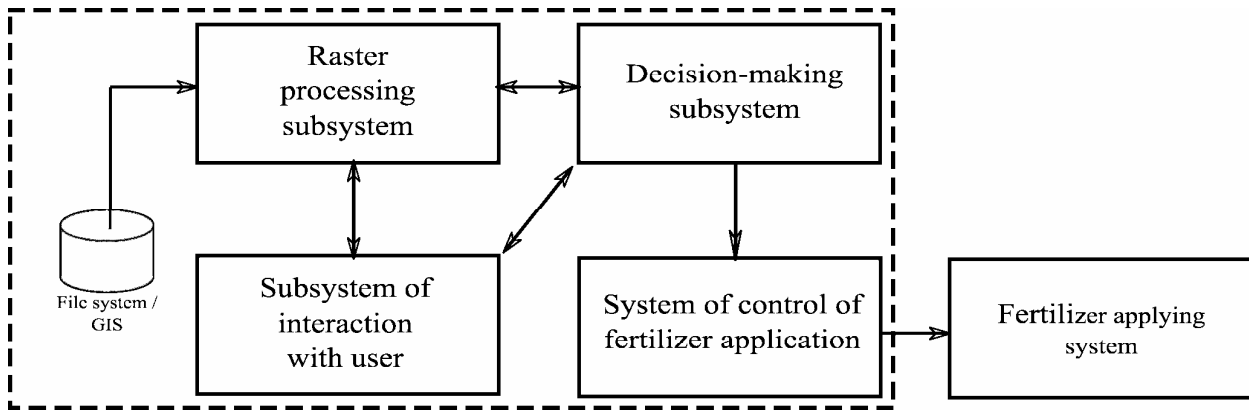 Raster
processing
subsystem
Decision-making
subsystem
File system /
GIS
Subsystem of
interaction
with user
System of control of
fertilizer application
Fertilizer applying
system